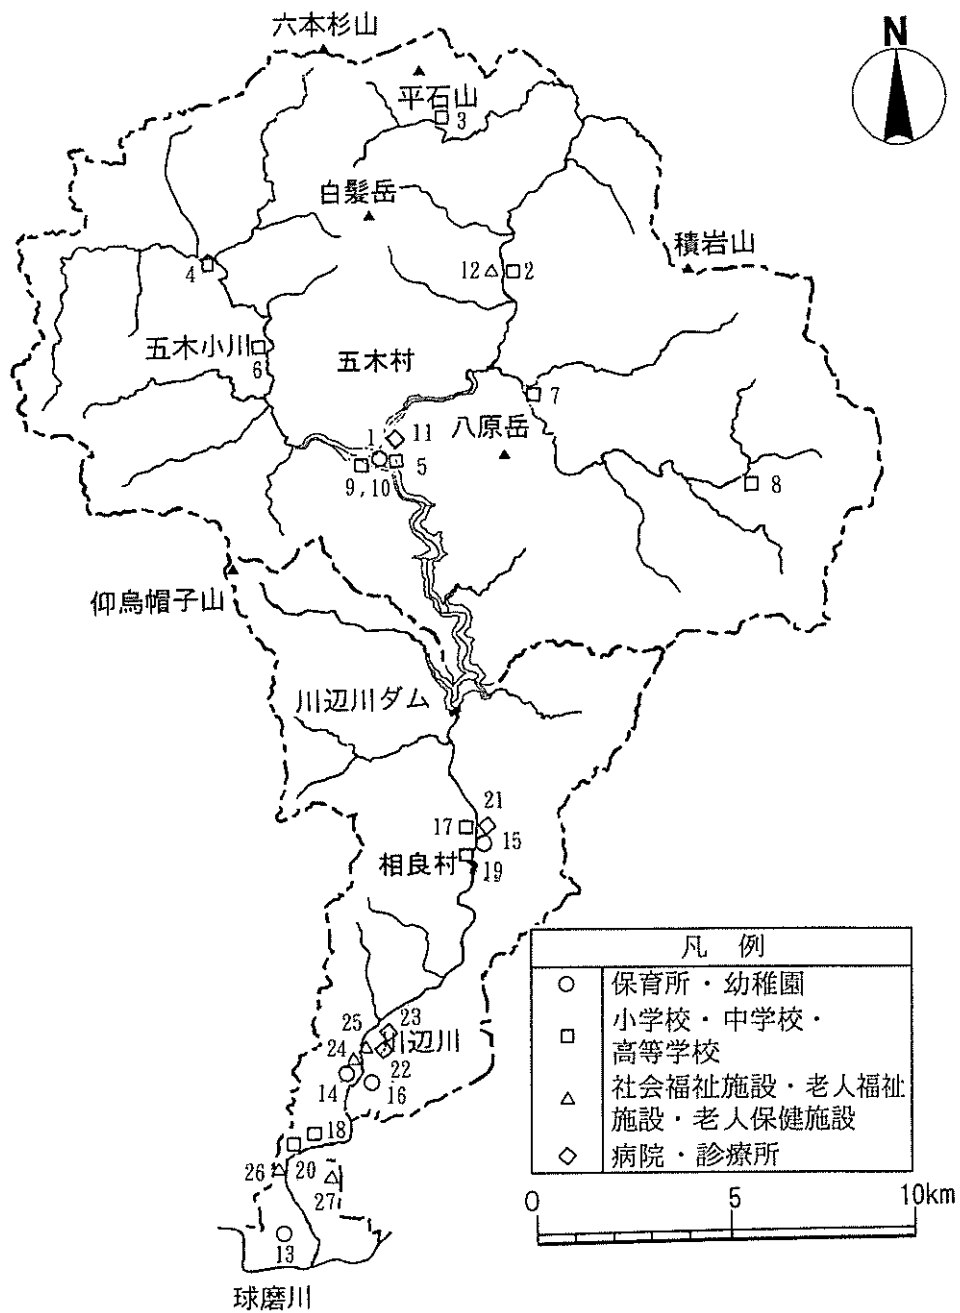 六本杉山
N
平石山
3
白髪岳
積岩山
4
12
2
五木小川
五木村
6
7
八原岳
1
11
5
9,10
8
仰烏帽子山
川辺川ダム
21
17
15
相良村
19
凡 例
保育所・幼稚園
小学校・中学校・
高等学校
社会福祉施設・老人福祉
施設・老人保健施設
病院・診療所
23
25
川辺川
24
22
14
16
18
20
26
27
13
0
5
10km
球磨川